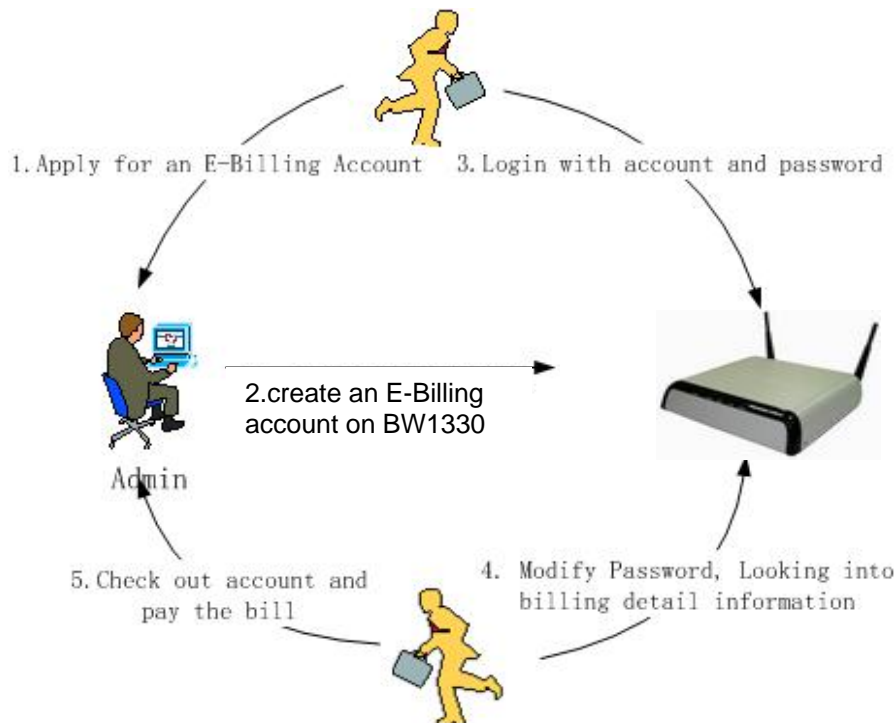 1.Apply for an E-Billing Account
3.Login with account and password
2.create an E-Billing
account on BW1330
Admin
5.Check out account and
pay the bill
4. Modify Password, Looking into
billing detail information